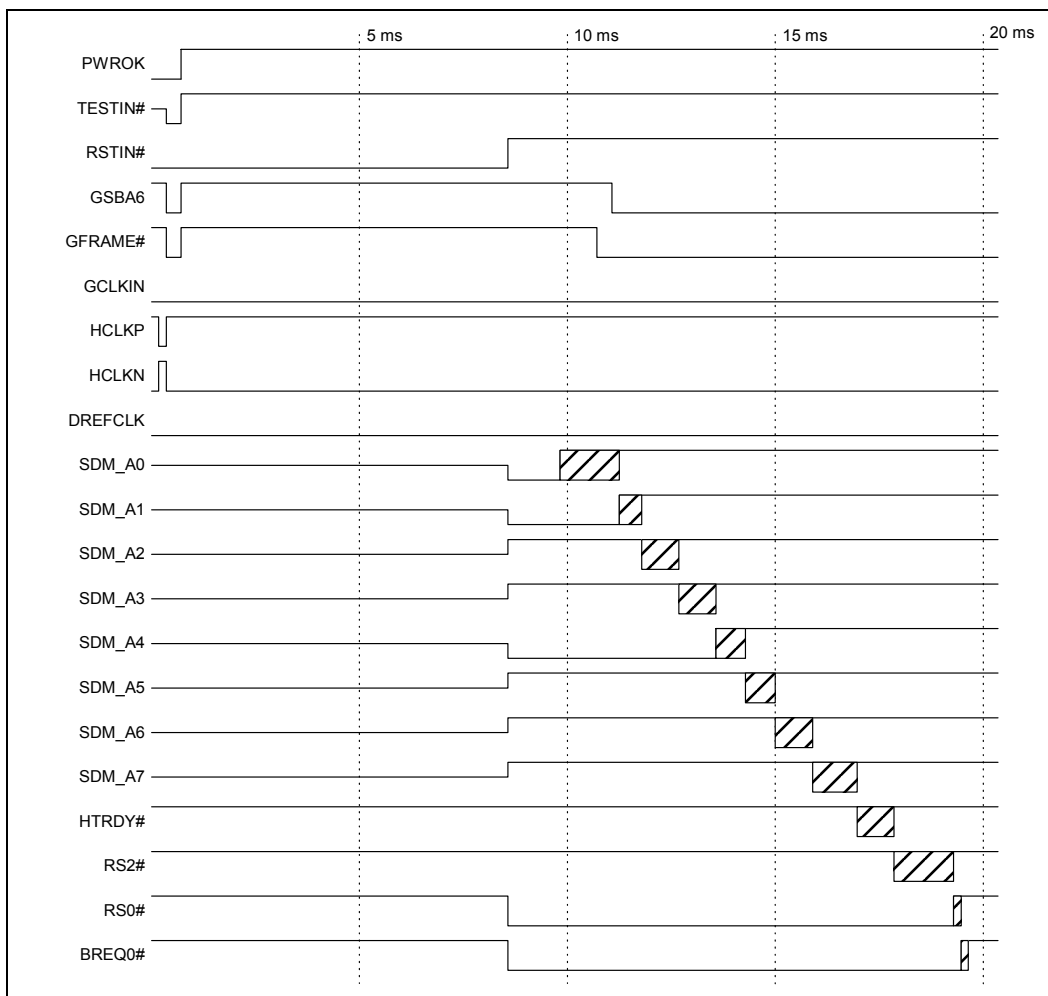 5 ms 10 ms 15 ms 20 ms
PWROK
TESTIN#
RSTIN#
GSBA6
GFRAME#
GCLKIN
HCLKP
HCLKN
DREFCLK
SDM_A0
SDM_A1
SDM_A2
SDM_A3
SDM_A4
SDM_A5
SDM_A6
SDM_A7
HTRDY#
RS2#
RS0#
BREQ0#